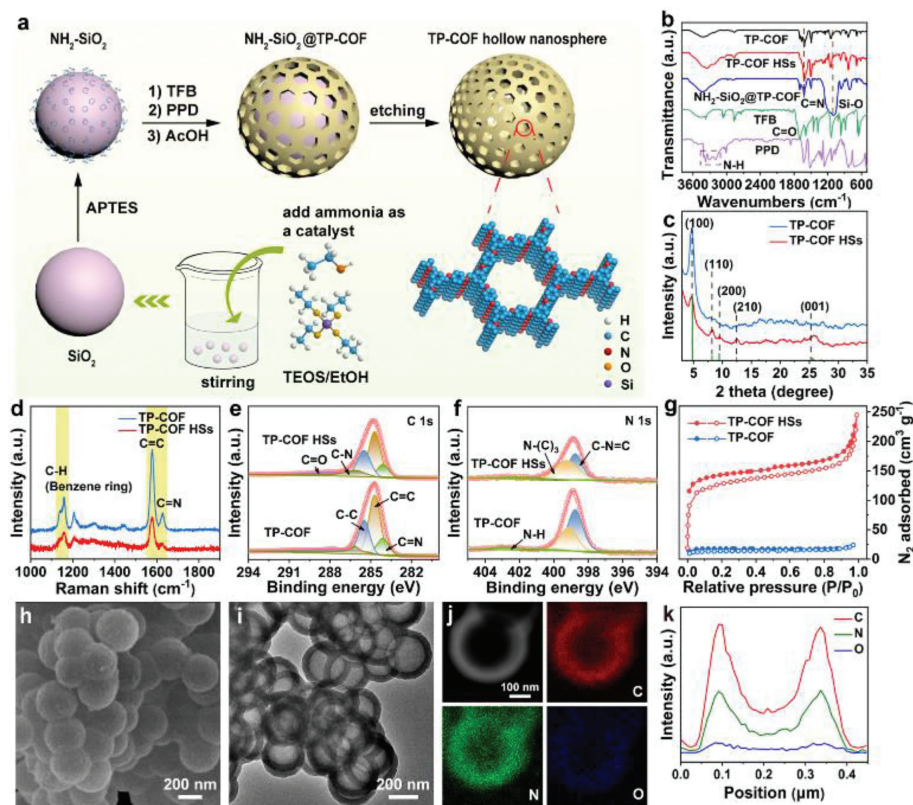 a
NH₂-SiO₂
NH₂-SiO₂@TP-COF
TP-COF hollow nanosphere
1) TFB
2) PPD
3) AcOH
etching
APTES
add ammonia as
a catalyst
SiO₂
stirring
TEOS/EtOH
H
C
N
O
Si
b
Transmittance (a.u.)
TP-COF
TP-COF HSs
NH₂-SiO₂@TP-COF
C=N
Si-O
TFB
C=O
PPD
N-H
3600 2800 1600 1100 600
Wavenumbers (cm⁻¹)
c
Intensity (a.u.)
(100)
TP-COF
TP-COF HSs
(110)
(200)
(210)
(001)
5 10 15 20 25 30 35
2 theta (degree)
d
Intensity (a.u.)
TP-COF
TP-COF HSs
C=C
C-H
(Benzene ring)
C=N
1000 1200 1400 1600 1800
Raman shift (cm⁻¹)
e
Intensity (a.u.)
C 1s
TP-COF HSs
C-N
C=O
C=C
C-C
TP-COF
C=N
294 291 288 285 282 280
Binding energy (eV)
f
Intensity (a.u.)
N 1s
N-(C)₃
C-N=C
TP-COF HSs
TP-COF
N-H
404 402 400 398 396 394
Binding energy (eV)
g
TP-COF HSs
TP-COF
250
200
150
100
50
0
N₂ adsorbed (cm³ g⁻¹)
0.0 0.2 0.4 0.6 0.8 1.0
Relative pressure (P/P₀)
h
200 nm
i
200 nm
j
100 nm
C
N
O
k
Intensity (a.u.)
C
N
O
0.0 0.1 0.2 0.3 0.4
Position (μm)